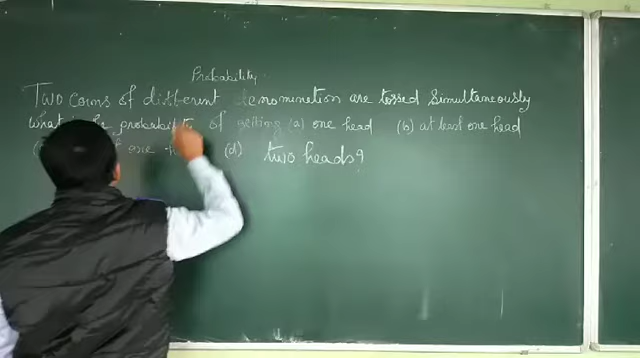 Probability
Two coins of different denomination are tossed simultaneously
what probability of getting (a) one head (b) at least one head
(d) two heads?